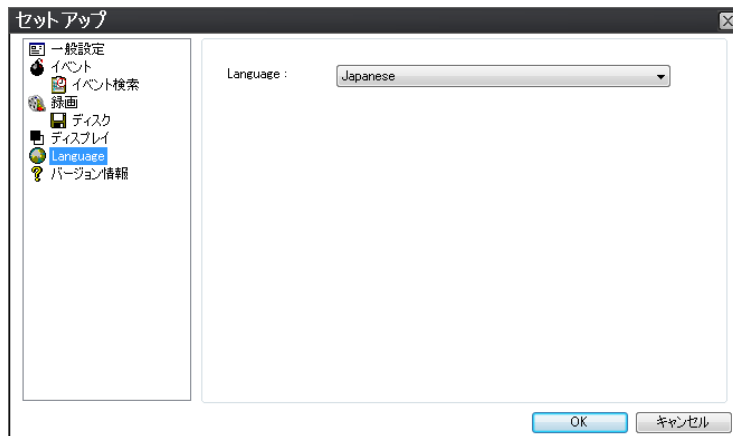 セットアップ
一般設定
イベント
イベント検索
録画
ディスク
ディスプレイ
Language
バージョン情報
Language :
Japanese
OK
キャンセル